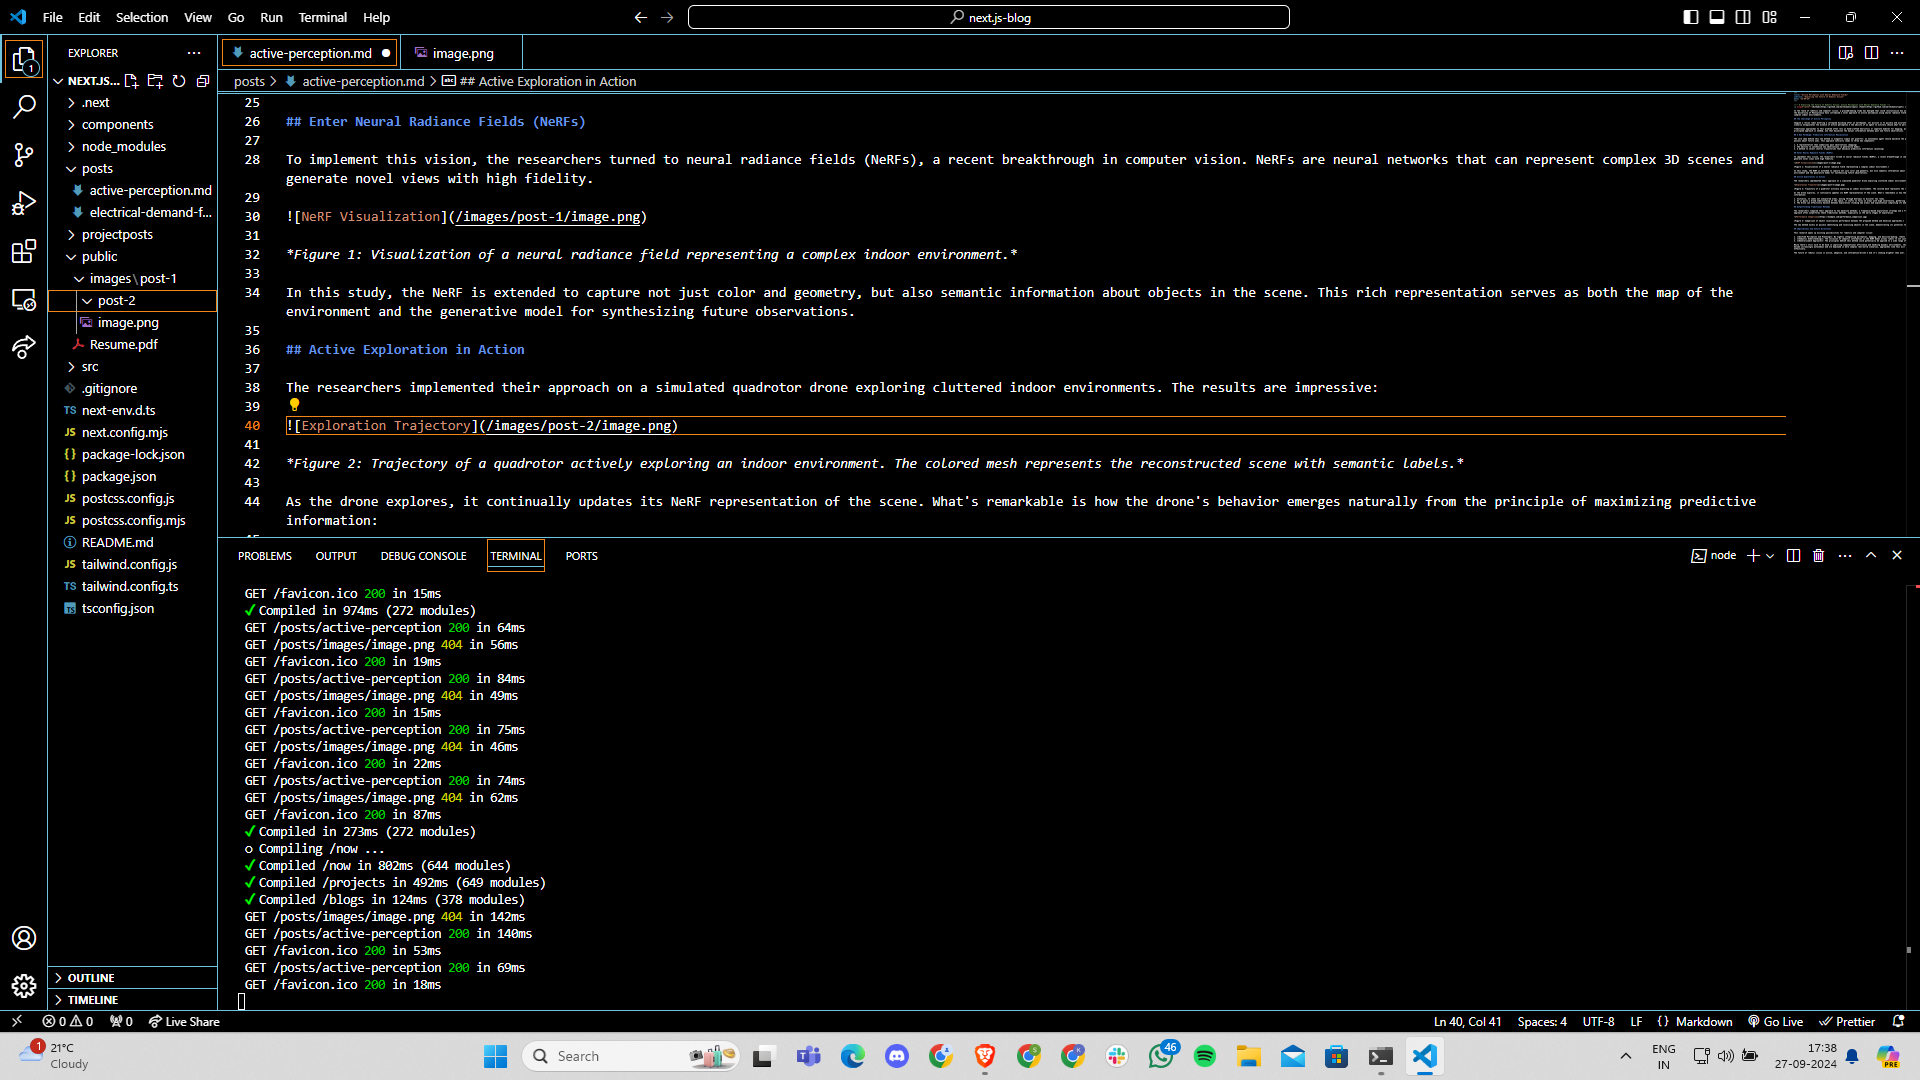 File Edit Selection View Go Run Terminal Help
next.js-blog
EXPLORER
NEXT.JS...
.next
components
node_modules
posts
active-perception.md
electrical-demand-f...
projectposts
public
images\post-1
post-2
image.png
Resume.pdf
src
.gitignore
TS next-env.d.ts
JS next.config.mjs
{} package-lock.json
{} package.json
JS postcss.config.js
JS postcss.config.mjs
README.md
JS tailwind.config.js
TS tailwind.config.ts
TS tsconfig.json
OUTLINE
TIMELINE
1
active-perception.md
image.png
posts > active-perception.md > abc ## Active Exploration in Action
25
26 ## Enter Neural Radiance Fields (NeRFs)
27
28 To implement this vision, the researchers turned to neural radiance fields (NeRFs), a recent breakthrough in computer vision. NeRFs are neural networks that can represent complex 3D scenes and
generate novel views with high fidelity.
29
30 ![NeRF Visualization](/images/post-1/image.png)
31
32 *Figure 1: Visualization of a neural radiance field representing a complex indoor environment.*
33
34 In this study, the NeRF is extended to capture not just color and geometry, but also semantic information about objects in the scene. This rich representation serves as both the map of the
environment and the generative model for synthesizing future observations.
35
36 ## Active Exploration in Action
37
38 The researchers implemented their approach on a simulated quadrotor drone exploring cluttered indoor environments. The results are impressive:
39
40 ![Exploration Trajectory](/images/post-2/image.png)
41
42 *Figure 2: Trajectory of a quadrotor actively exploring an indoor environment. The colored mesh represents the reconstructed scene with semantic labels.*
43
44 As the drone explores, it continually updates its NeRF representation of the scene. What's remarkable is how the drone's behavior emerges naturally from the principle of maximizing predictive
information:
PROBLEMS OUTPUT DEBUG CONSOLE TERMINAL PORTS
node
GET /favicon.ico 200 in 15ms
✓ Compiled in 974ms (272 modules)
GET /posts/active-perception 200 in 64ms
GET /posts/images/image.png 404 in 56ms
GET /favicon.ico 200 in 19ms
GET /posts/active-perception 200 in 84ms
GET /posts/images/image.png 404 in 49ms
GET /favicon.ico 200 in 15ms
GET /posts/active-perception 200 in 75ms
GET /posts/images/image.png 404 in 46ms
GET /favicon.ico 200 in 22ms
GET /posts/active-perception 200 in 74ms
GET /posts/images/image.png 404 in 62ms
GET /favicon.ico 200 in 87ms
✓ Compiled in 273ms (272 modules)
○ Compiling /now ...
✓ Compiled /now in 802ms (644 modules)
✓ Compiled /projects in 492ms (649 modules)
✓ Compiled /blogs in 124ms (378 modules)
GET /posts/images/image.png 404 in 142ms
GET /posts/active-perception 200 in 140ms
GET /favicon.ico 200 in 53ms
GET /posts/active-perception 200 in 69ms
GET /favicon.ico 200 in 18ms
0 0 0 Live Share
Ln 40, Col 41 Spaces: 4 UTF-8 LF {} Markdown Go Live Prettier
1 21°C
Cloudy
Search
46
ENG
IN
17:38
27-09-2024
PRE